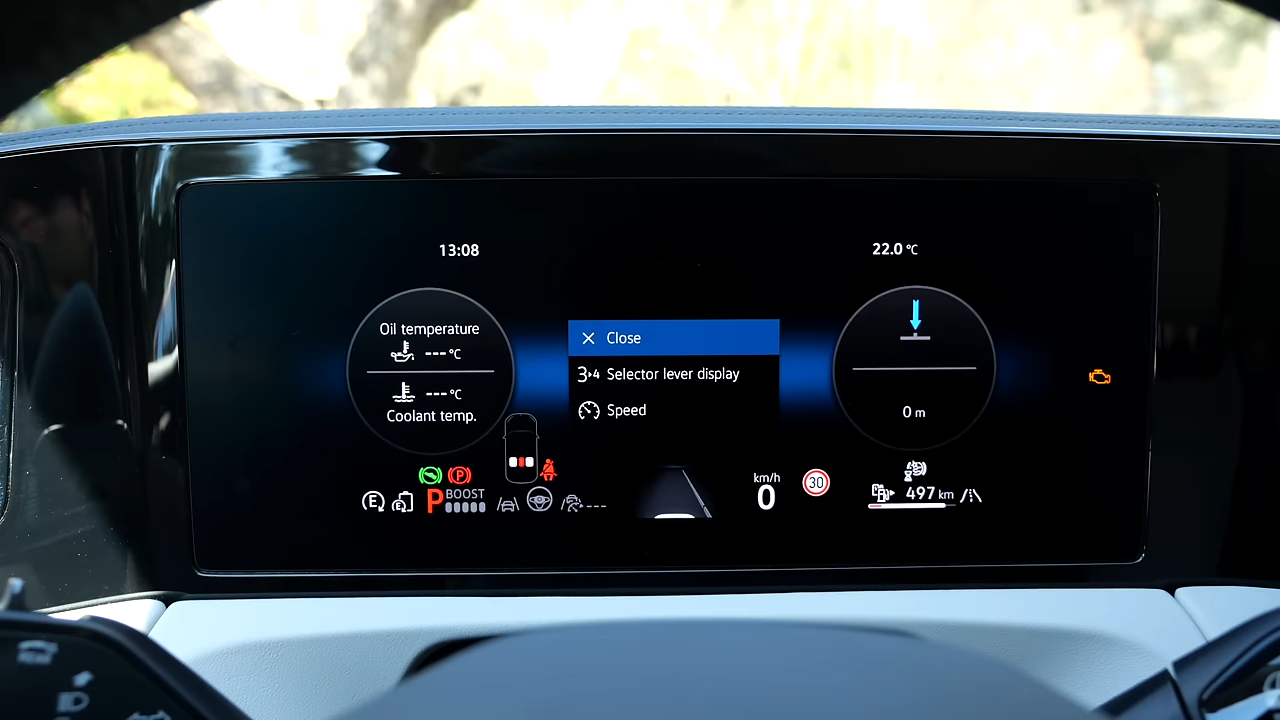 13:08
22.0 °C
Oil temperature
--- °C
--- °C
Coolant temp.
Close
3›4 Selector lever display
Speed
0 m
P
E
P BOOST
---
km/h
0
30
497 km